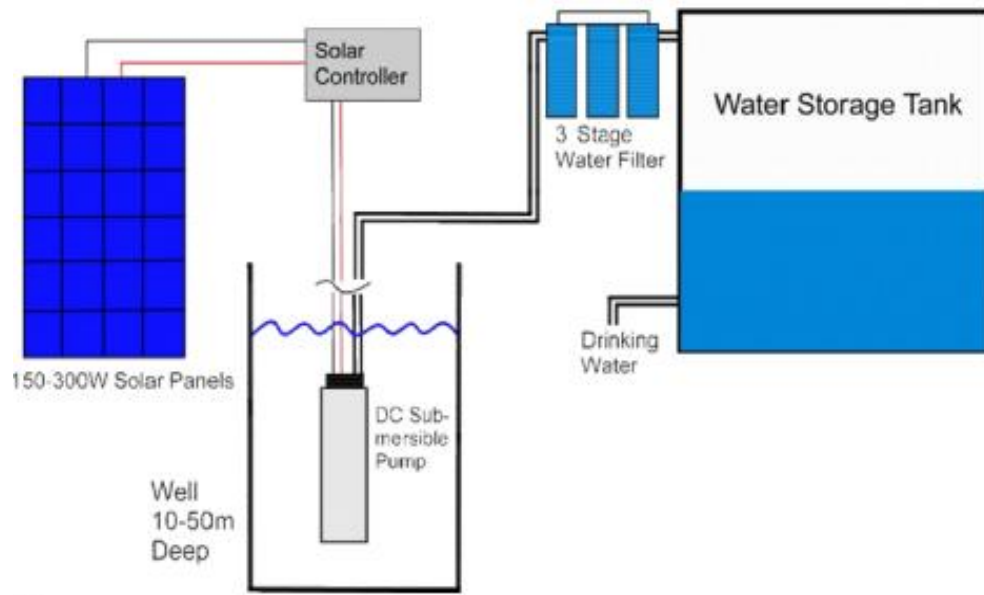 Solar
Controller
Water Storage Tank
3 Stage
Water Filter
Drinking
Water
150-300W Solar Panels
DC Sub-
mersible
Pump
Well
10-50m
Deep